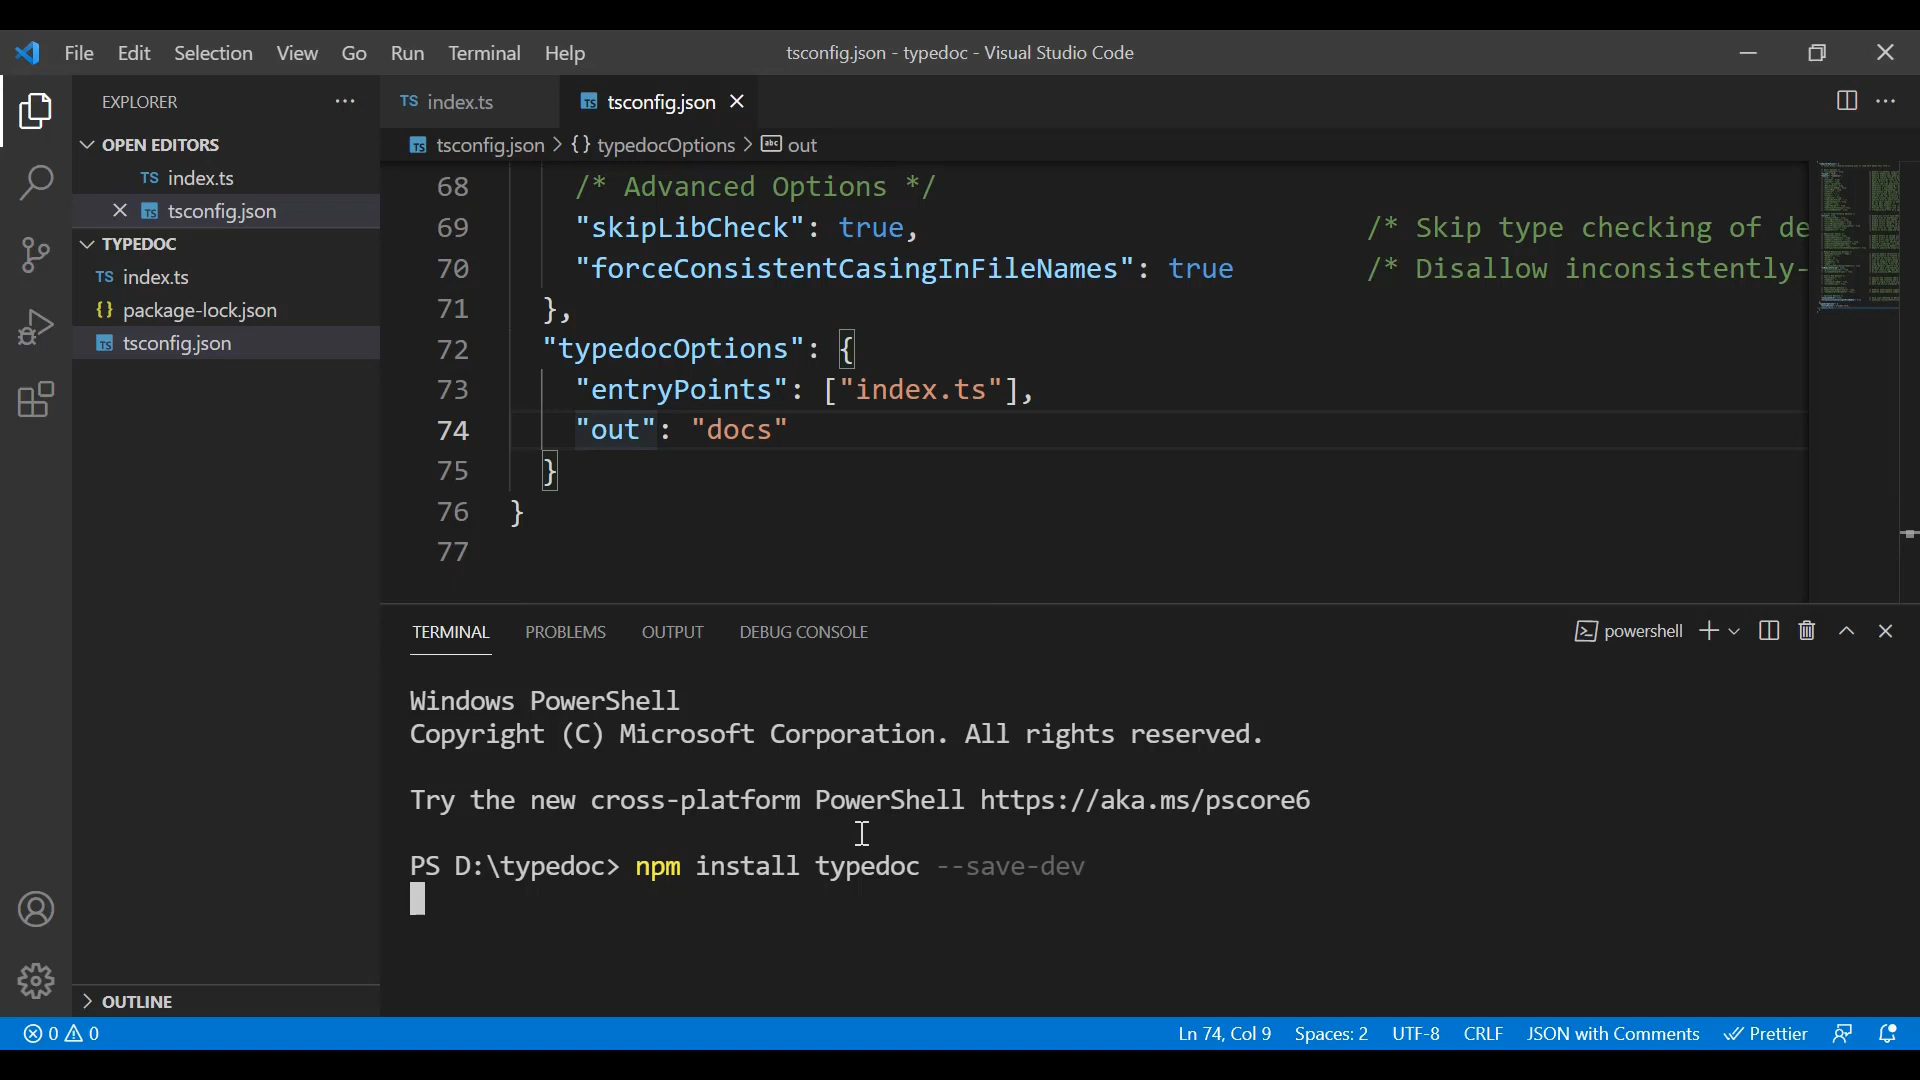 File Edit Selection View Go Run Terminal Help
tsconfig.json - typedoc - Visual Studio Code
EXPLORER
OPEN EDITORS
TS index.ts
TS tsconfig.json
TYPEDOC
TS index.ts
{} package-lock.json
TS tsconfig.json
OUTLINE
TS index.ts
TS tsconfig.json
TS tsconfig.json > {} typedocOptions > abc out
68 /* Advanced Options */
69 "skipLibCheck": true, /* Skip type checking of de
70 "forceConsistentCasingInFileNames": true /* Disallow inconsistently-
71 },
72 "typedocOptions": {
73 "entryPoints": ["index.ts"],
74 "out": "docs"
75 }
76 }
77
TERMINAL PROBLEMS OUTPUT DEBUG CONSOLE
powershell
Windows PowerShell
Copyright (C) Microsoft Corporation. All rights reserved.
Try the new cross-platform PowerShell https://aka.ms/pscore6
PS D:\typedoc> npm install typedoc --save-dev
0 0
Ln 74, Col 9 Spaces: 2 UTF-8 CRLF JSON with Comments Prettier